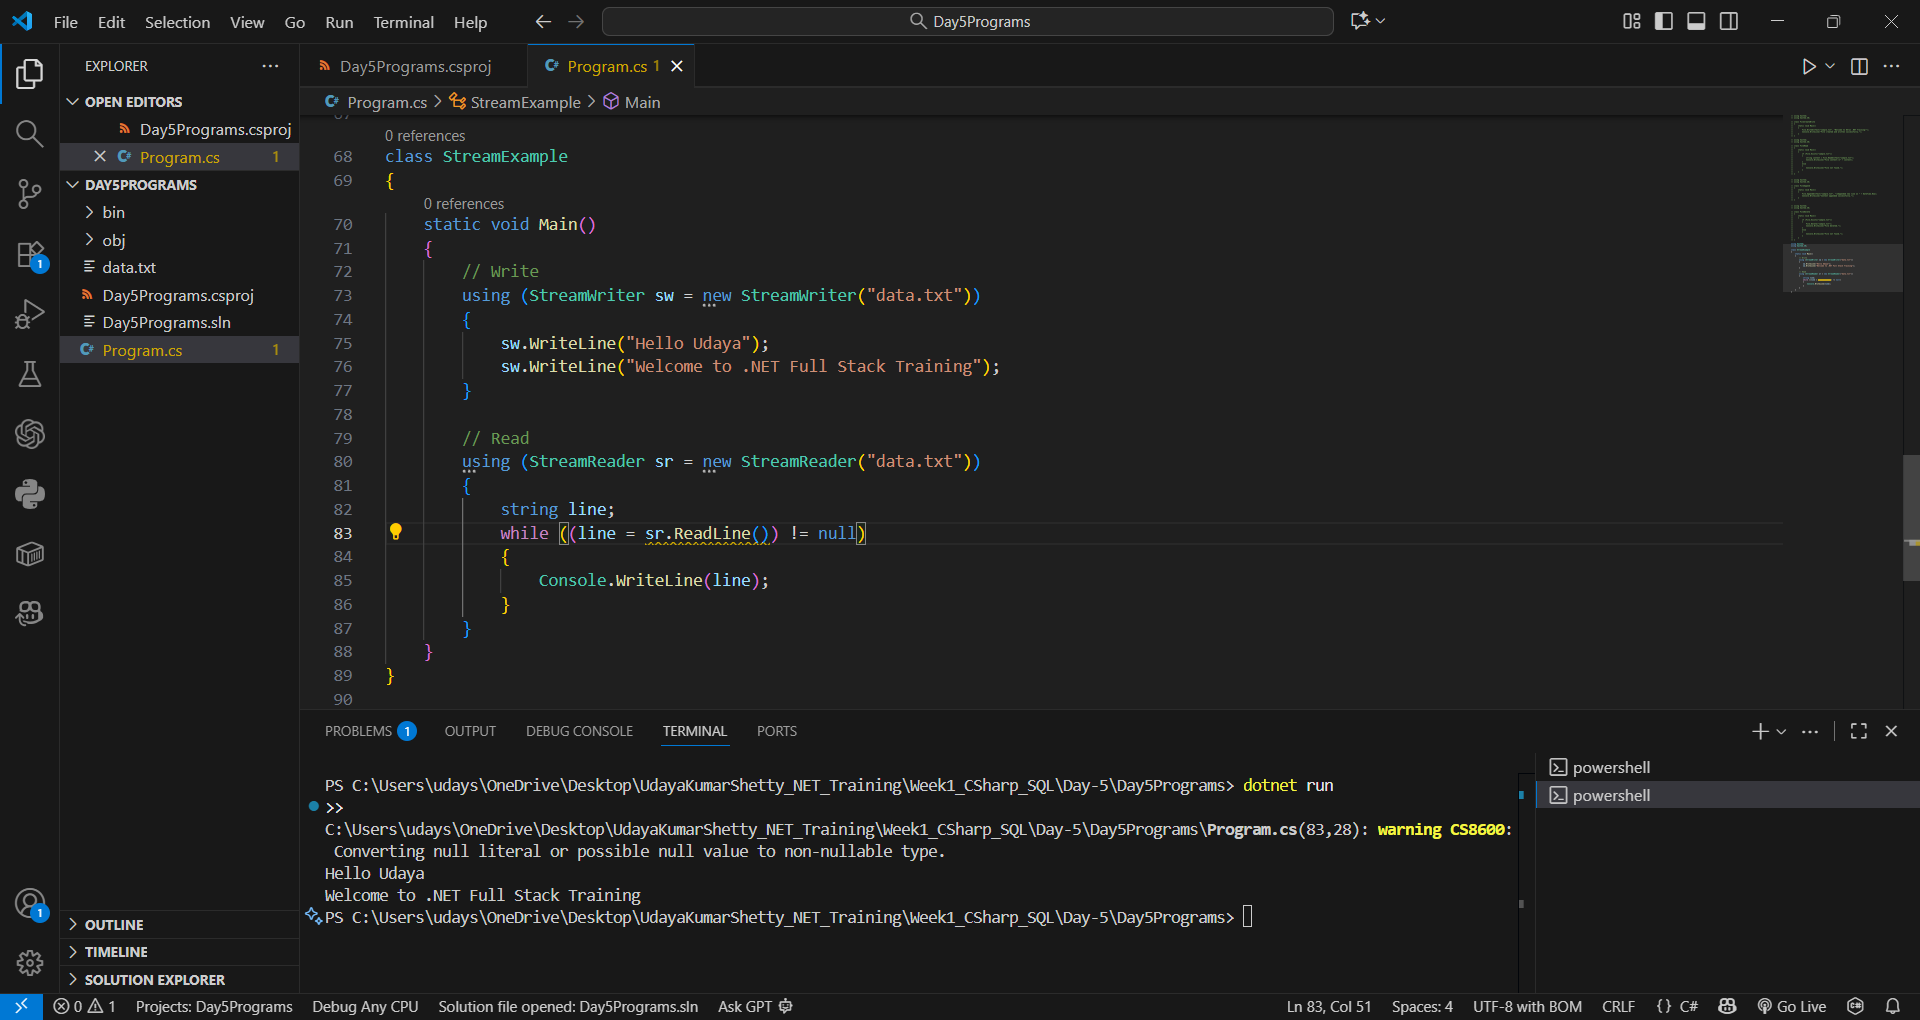 File Edit Selection View Go Run Terminal Help
Day5Programs
EXPLORER
OPEN EDITORS
Day5Programs.csproj
Program.cs 1
DAY5PROGRAMS
bin
obj
data.txt
Day5Programs.csproj
Day5Programs.sln
Program.cs 1
OUTLINE
TIMELINE
SOLUTION EXPLORER
Day5Programs.csproj
Program.cs 1
Program.cs > StreamExample > Main
0 references
68 class StreamExample
69 {
0 references
70 static void Main()
71 {
72 // Write
73 using (StreamWriter sw = new StreamWriter("data.txt"))
74 {
75 sw.WriteLine("Hello Udaya");
76 sw.WriteLine("Welcome to .NET Full Stack Training");
77 }
78
79 // Read
80 using (StreamReader sr = new StreamReader("data.txt"))
81 {
82 string line;
83 while ((line = sr.ReadLine()) != null)
84 {
85 Console.WriteLine(line);
86 }
87 }
88 }
89 }
90
PROBLEMS 1 OUTPUT DEBUG CONSOLE TERMINAL PORTS
PS C:\Users\udays\OneDrive\Desktop\UdayaKumarShetty_NET_Training\Week1_CSharp_SQL\Day-5\Day5Programs> dotnet run
>>
C:\Users\udays\OneDrive\Desktop\UdayaKumarShetty_NET_Training\Week1_CSharp_SQL\Day-5\Day5Programs\Program.cs(83,28): warning CS8600:
Converting null literal or possible null value to non-nullable type.
Hello Udaya
Welcome to .NET Full Stack Training
PS C:\Users\udays\OneDrive\Desktop\UdayaKumarShetty_NET_Training\Week1_CSharp_SQL\Day-5\Day5Programs>
powershell
powershell
0 1 Projects: Day5Programs Debug Any CPU Solution file opened: Day5Programs.sln Ask GPT Ln 83, Col 51 Spaces: 4 UTF-8 with BOM CRLF {} C# Go Live